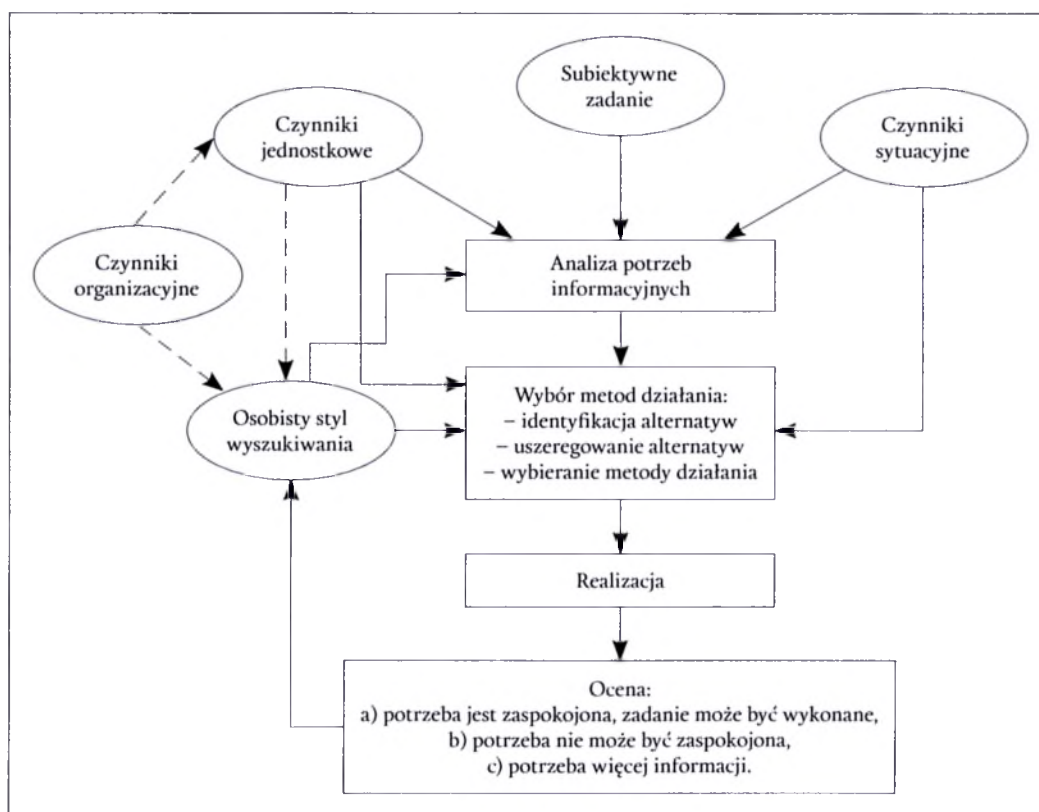 Subiektywne
zadanie
Czynniki
jednostkowe
Czynniki
sytuacyjne
Czynniki
organizacyjne
Analiza potrzeb
informacyjnych
Osobisty styl
wyszukiwania
Wybór metod działania:
– identyfikacja alternatyw
– uszeregowanie alternatyw
– wybieranie metody działania
Realizacja
Ocena:
a) potrzeba jest zaspokojona, zadanie może być wykonane,
b) potrzeba nie może być zaspokojona,
c) potrzeba więcej informacji.